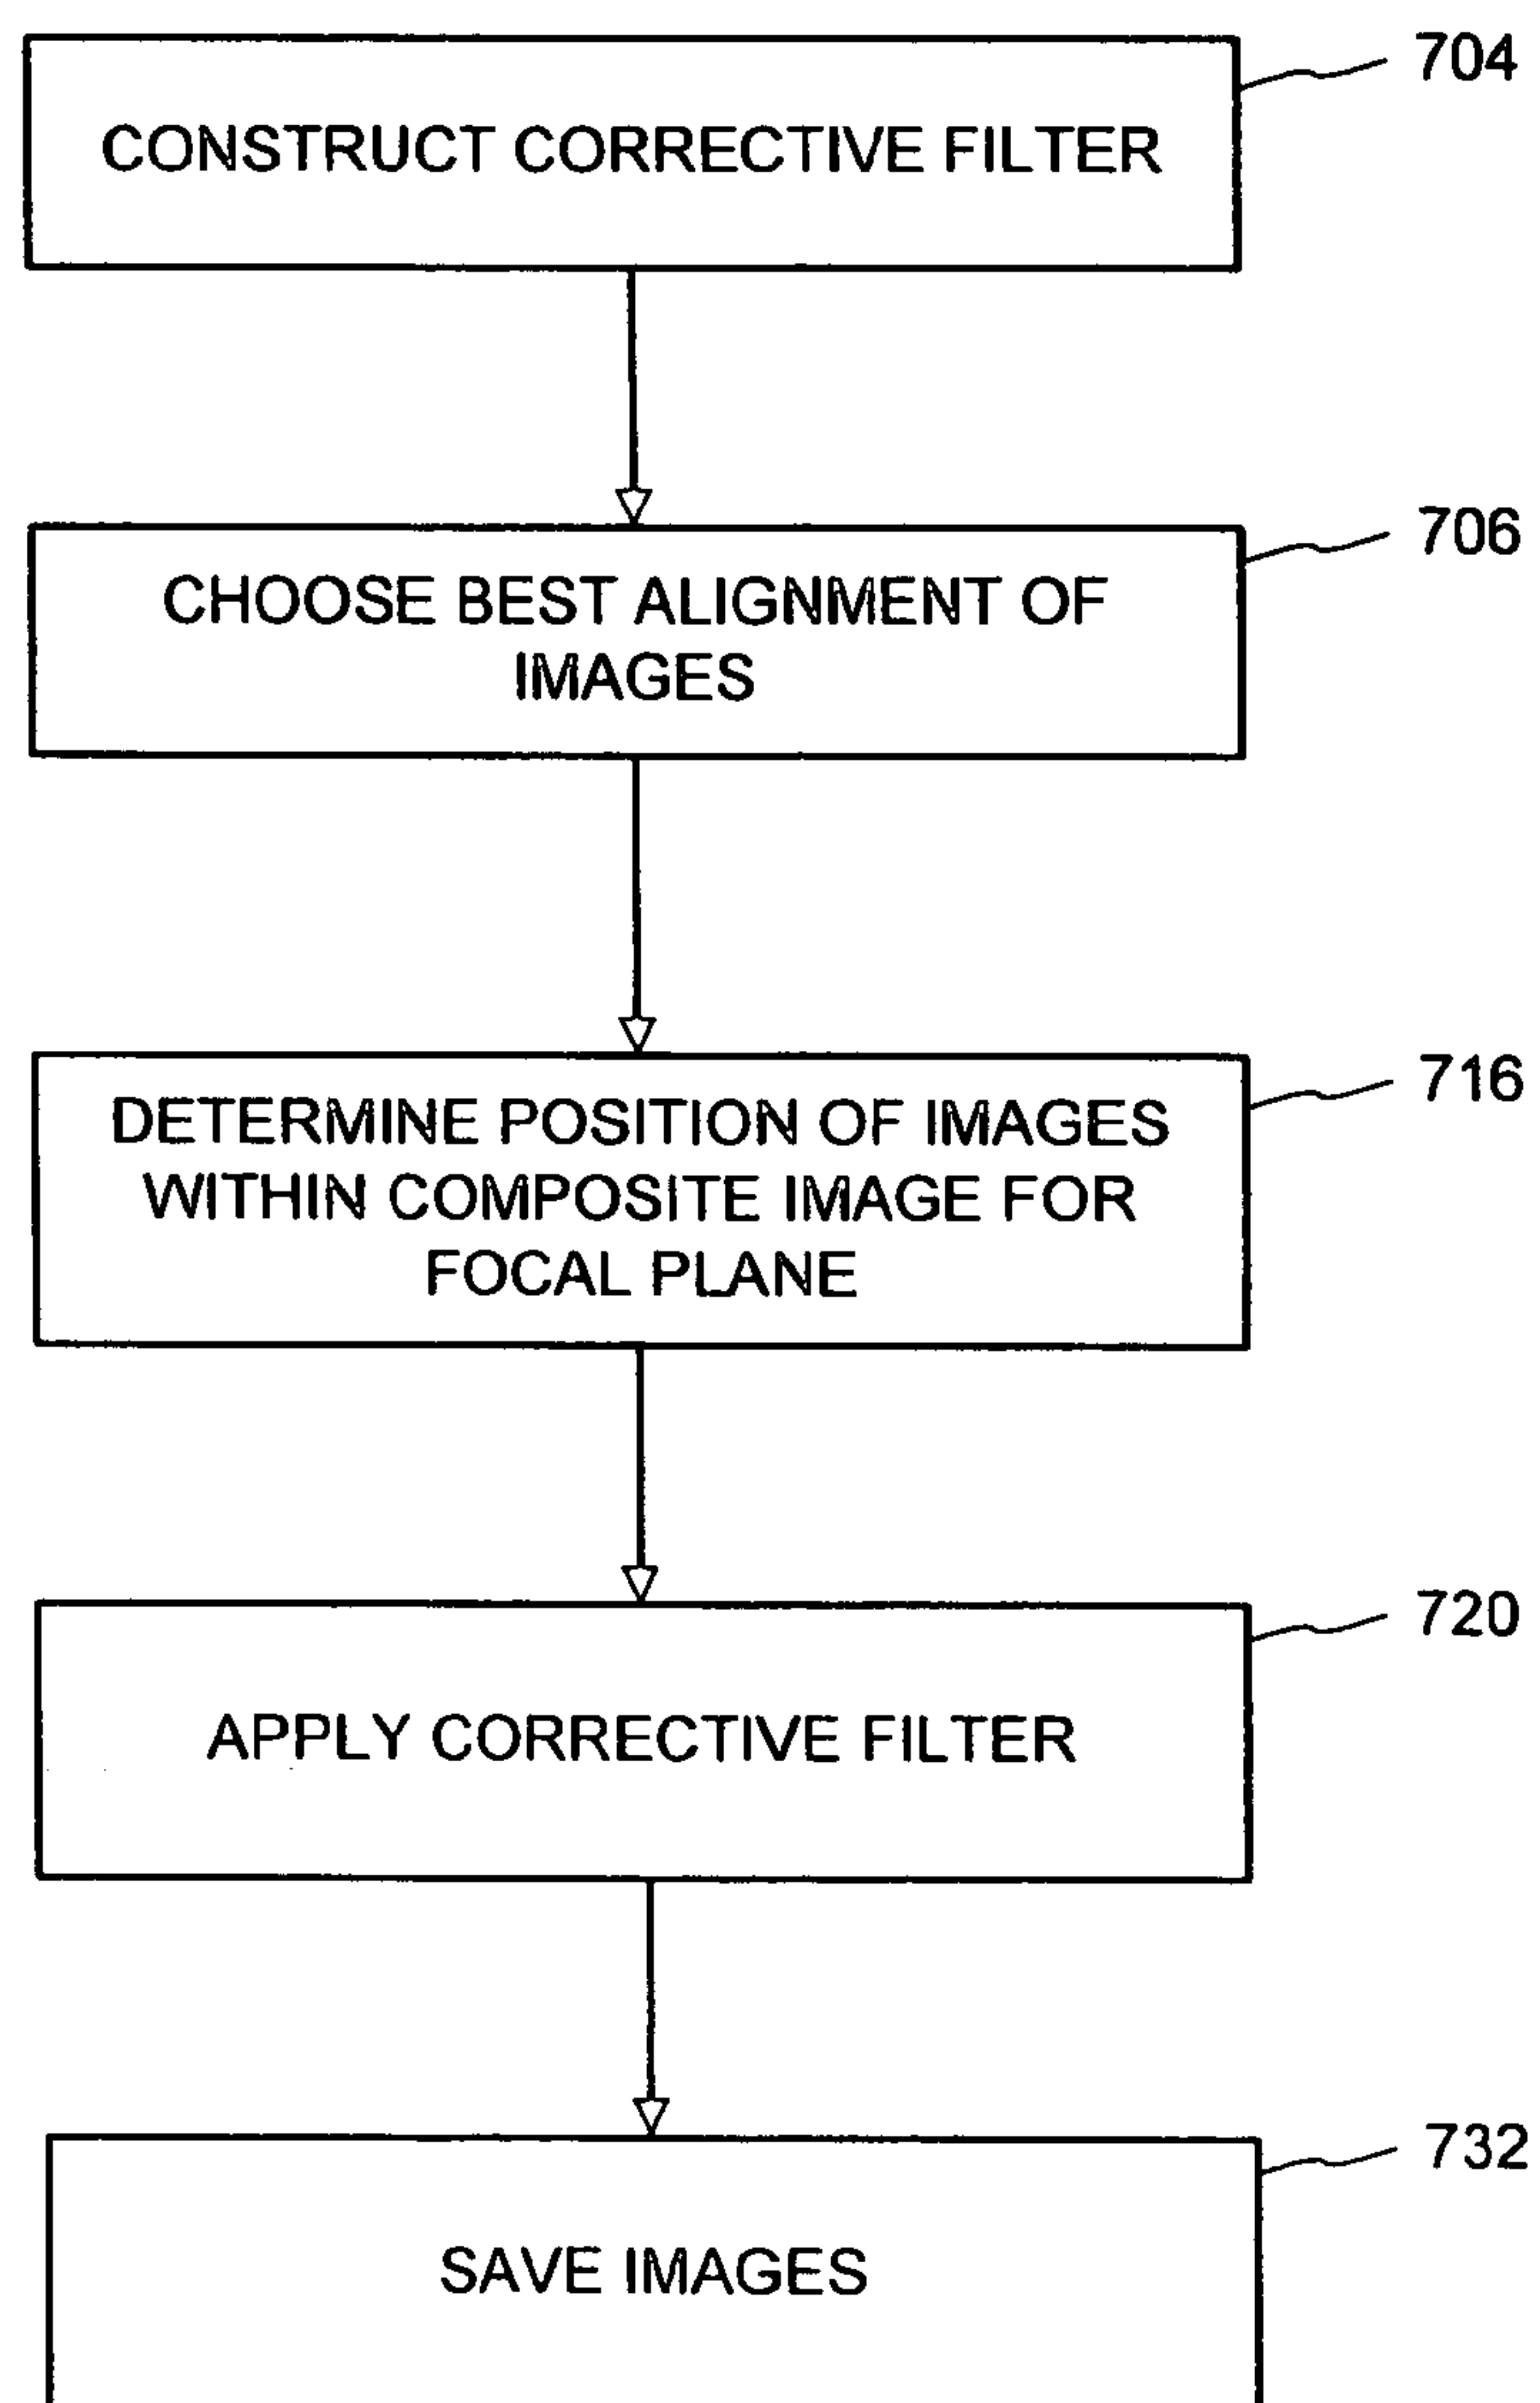 704
CONSTRUCT CORRECTIVE FILTER
706
CHOOSE BEST ALIGNMENT OF
IMAGES
716
DETERMINE POSITION OF IMAGES
WITHIN COMPOSITE IMAGE FOR
FOCAL PLANE
720
APPLY CORRECTIVE FILTER
732
SAVE IMAGES